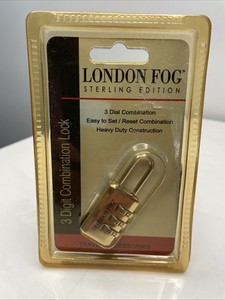 LONDON FOG®
STERLING EDITION
3 Dial Combination
Easy to Set / Reset Combination
Heavy Duty Construction
3 Digit Combination Lock